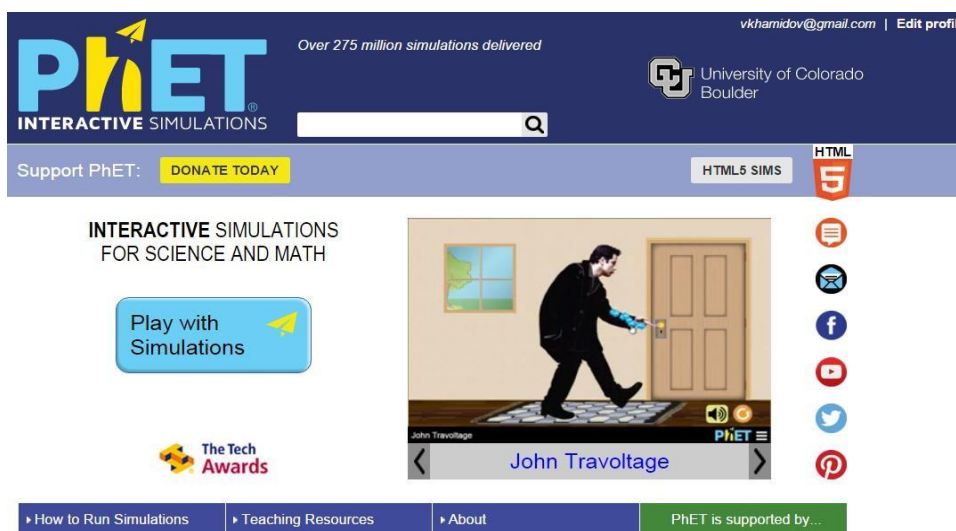 vkhamidov@gmail.com | Edit profi
Over 275 million simulations delivered
PhET®
INTERACTIVE SIMULATIONS
CU
University of Colorado
Boulder
Support PhET:
DONATE TODAY
HTML5 SIMS
HTML
5
INTERACTIVE SIMULATIONS
FOR SCIENCE AND MATH
Play with
Simulations
The Tech
Awards
John Travoltage
PhET
John Travoltage
How to Run Simulations
Teaching Resources
About
PhET is supported by...